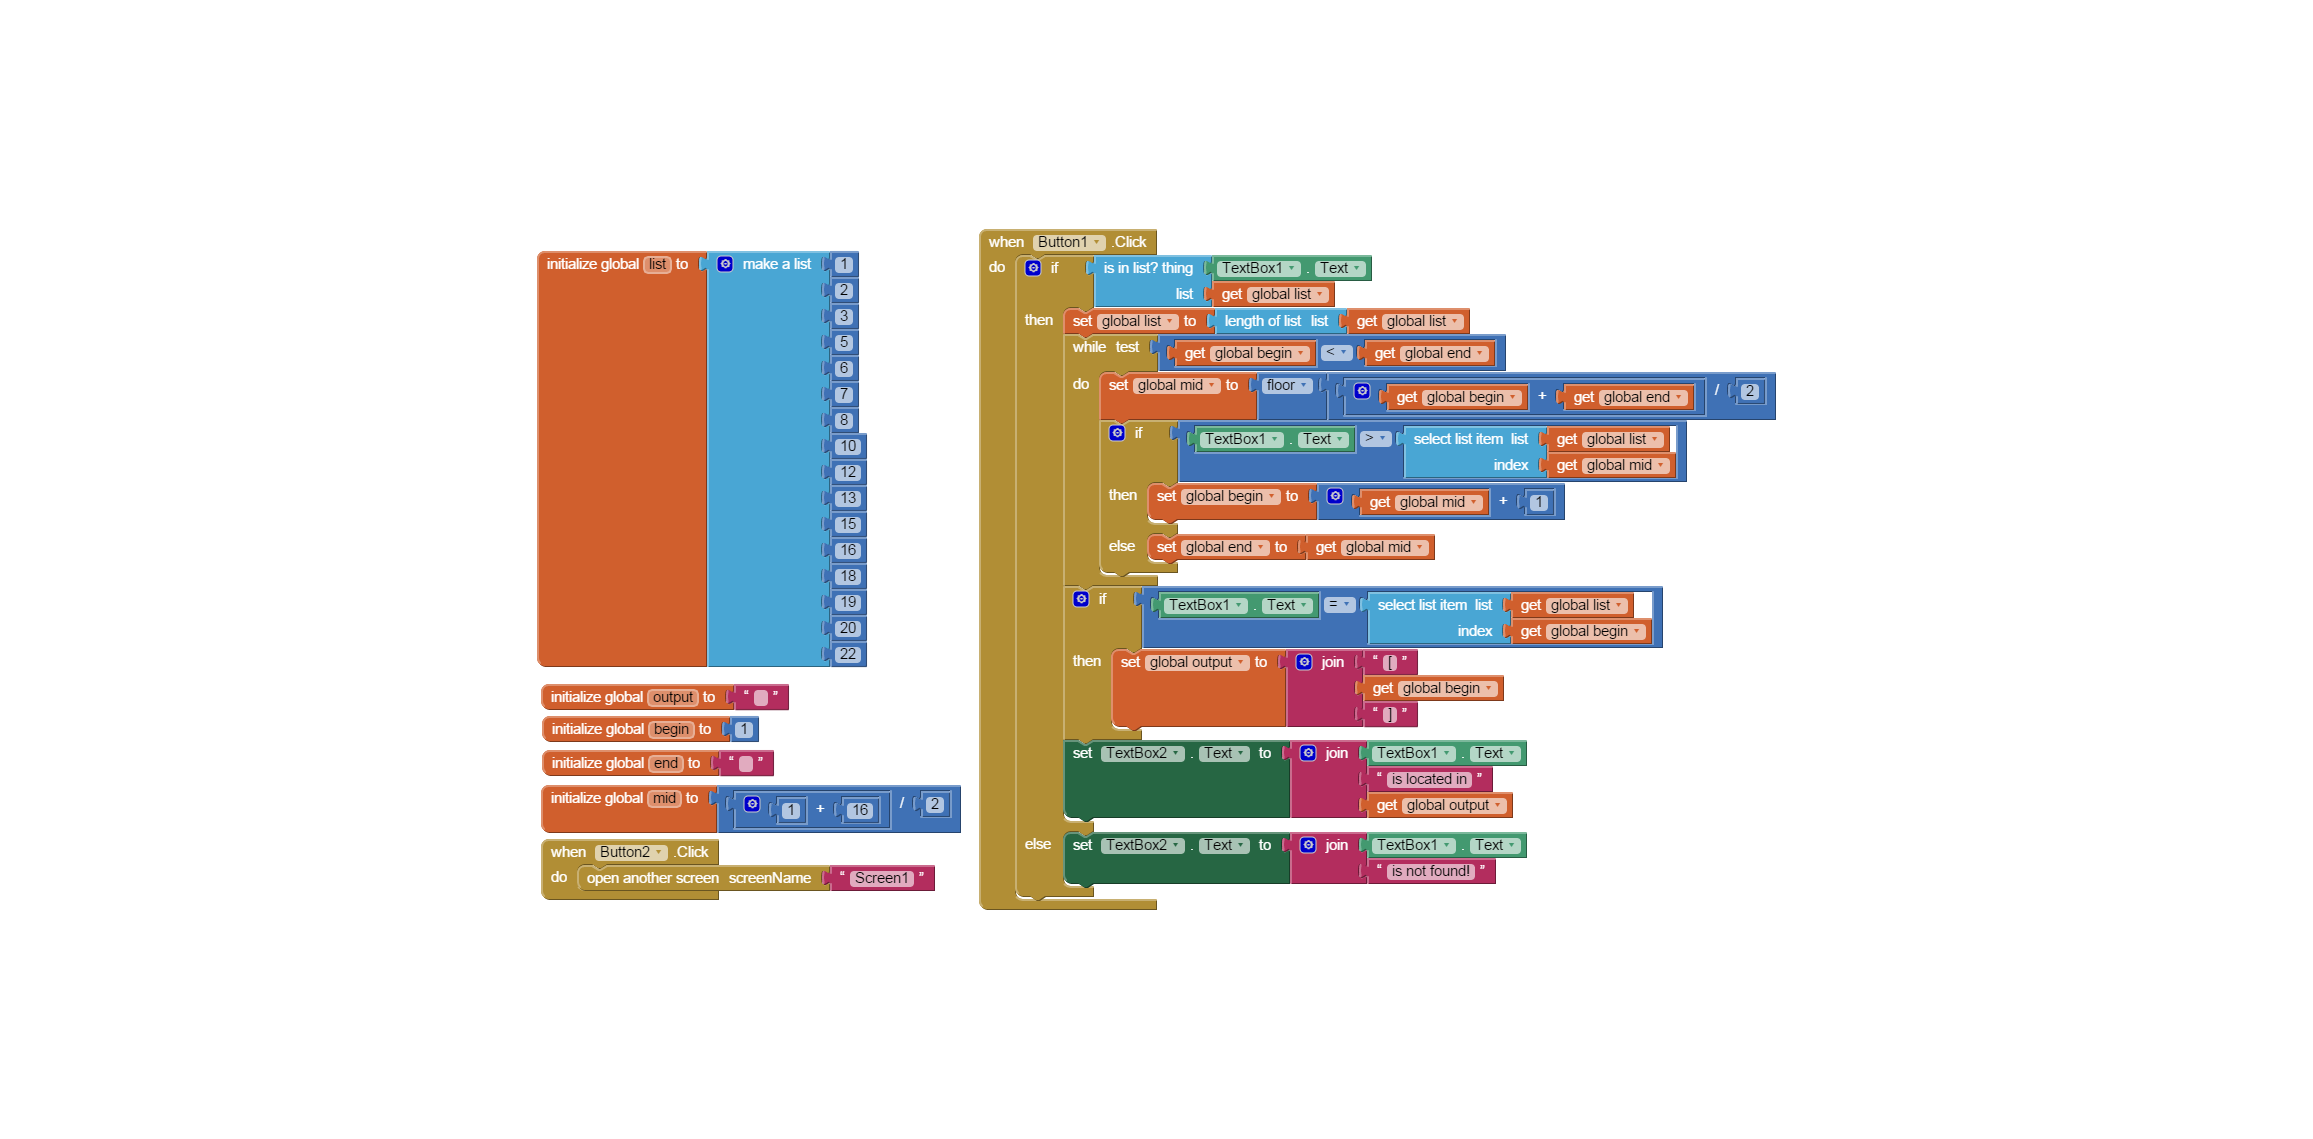 initialize global list to make a list 1
2
3
5
6
7
8
10
12
13
15
16
18
19
20
22
initialize global output to “ ”
initialize global begin to 1
initialize global end to “ ”
initialize global mid to 1 + 16 / 2
when Button2 .Click
do open another screen screenName “ Screen1 ”
when Button1 .Click
do if is in list? thing TextBox1 . Text
list get global list
then set global list to length of list list get global list
while test get global begin < get global end
do set global mid to floor get global begin + get global end / 2
if TextBox1 . Text > select list item list get global list
index get global mid
then set global begin to get global mid + 1
else set global end to get global mid
if TextBox1 . Text = select list item list get global list
index get global begin
then set global output to join “ [ ”
get global begin
“ ] ”
set TextBox2 . Text to join TextBox1 . Text
“ is located in ”
get global output
else set TextBox2 . Text to join TextBox1 . Text
“ is not found! ”